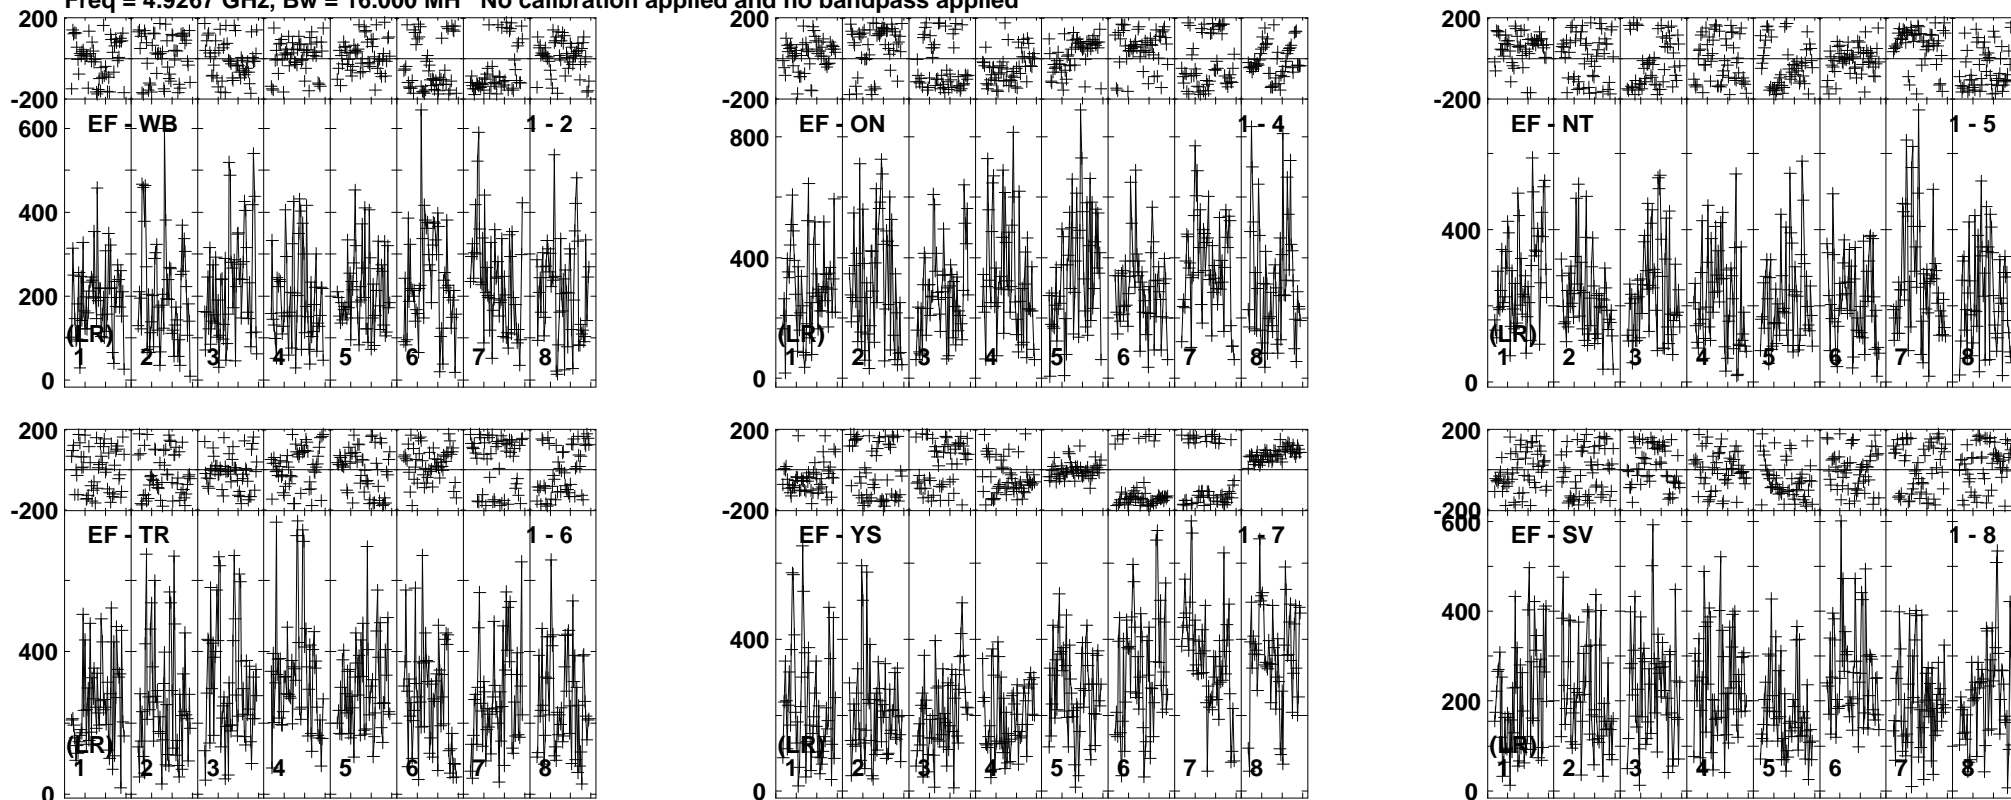 Freq = 4.9267 GHz, Bw = 16.000 MH No calibration applied and no bandpass applied
200
-200
600
400
200
0
EF - WB
1 - 2
(LR)
1 2 3 4 5 6 7 8
200
-200
800
400
0
EF - ON
1 - 4
(LR)
1 2 3 4 5 6 7 8
200
-200
400
0
EF - NT
1 - 5
(LR)
1 2 3 4 5 6 7 8
200
-200
400
0
EF - TR
1 - 6
(LR)
1 2 3 4 5 6 7 8
200
-200
400
0
EF - YS
1 - 7
(LR)
1 2 3 4 5 6 7 8
200
-200
600
400
200
0
EF - SV
1 - 8
(LR)
1 2 3 4 5 6 7 8